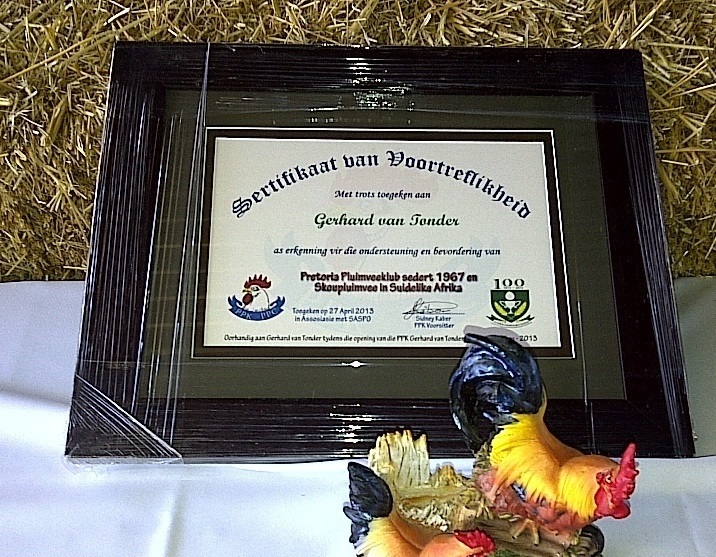 Sertifikaat van Voortreflikheid
Met trots toegeken aan
Gerhard van Tonder
as erkenning vir die ondersteuning en bevordering van
Pretoria Pluimveeklub sedert 1967 en
Skoupluimvee in Suidelike Afrika
PPK PPC
Toegeken op 27 April 2013
in Assosiasie met SASPO
Sidney Kaber
PPK Voorsitter
100
Oorhandig aan Gerhard van Tonder tydens die opening van die PPK Gerhard van Tonder 2013